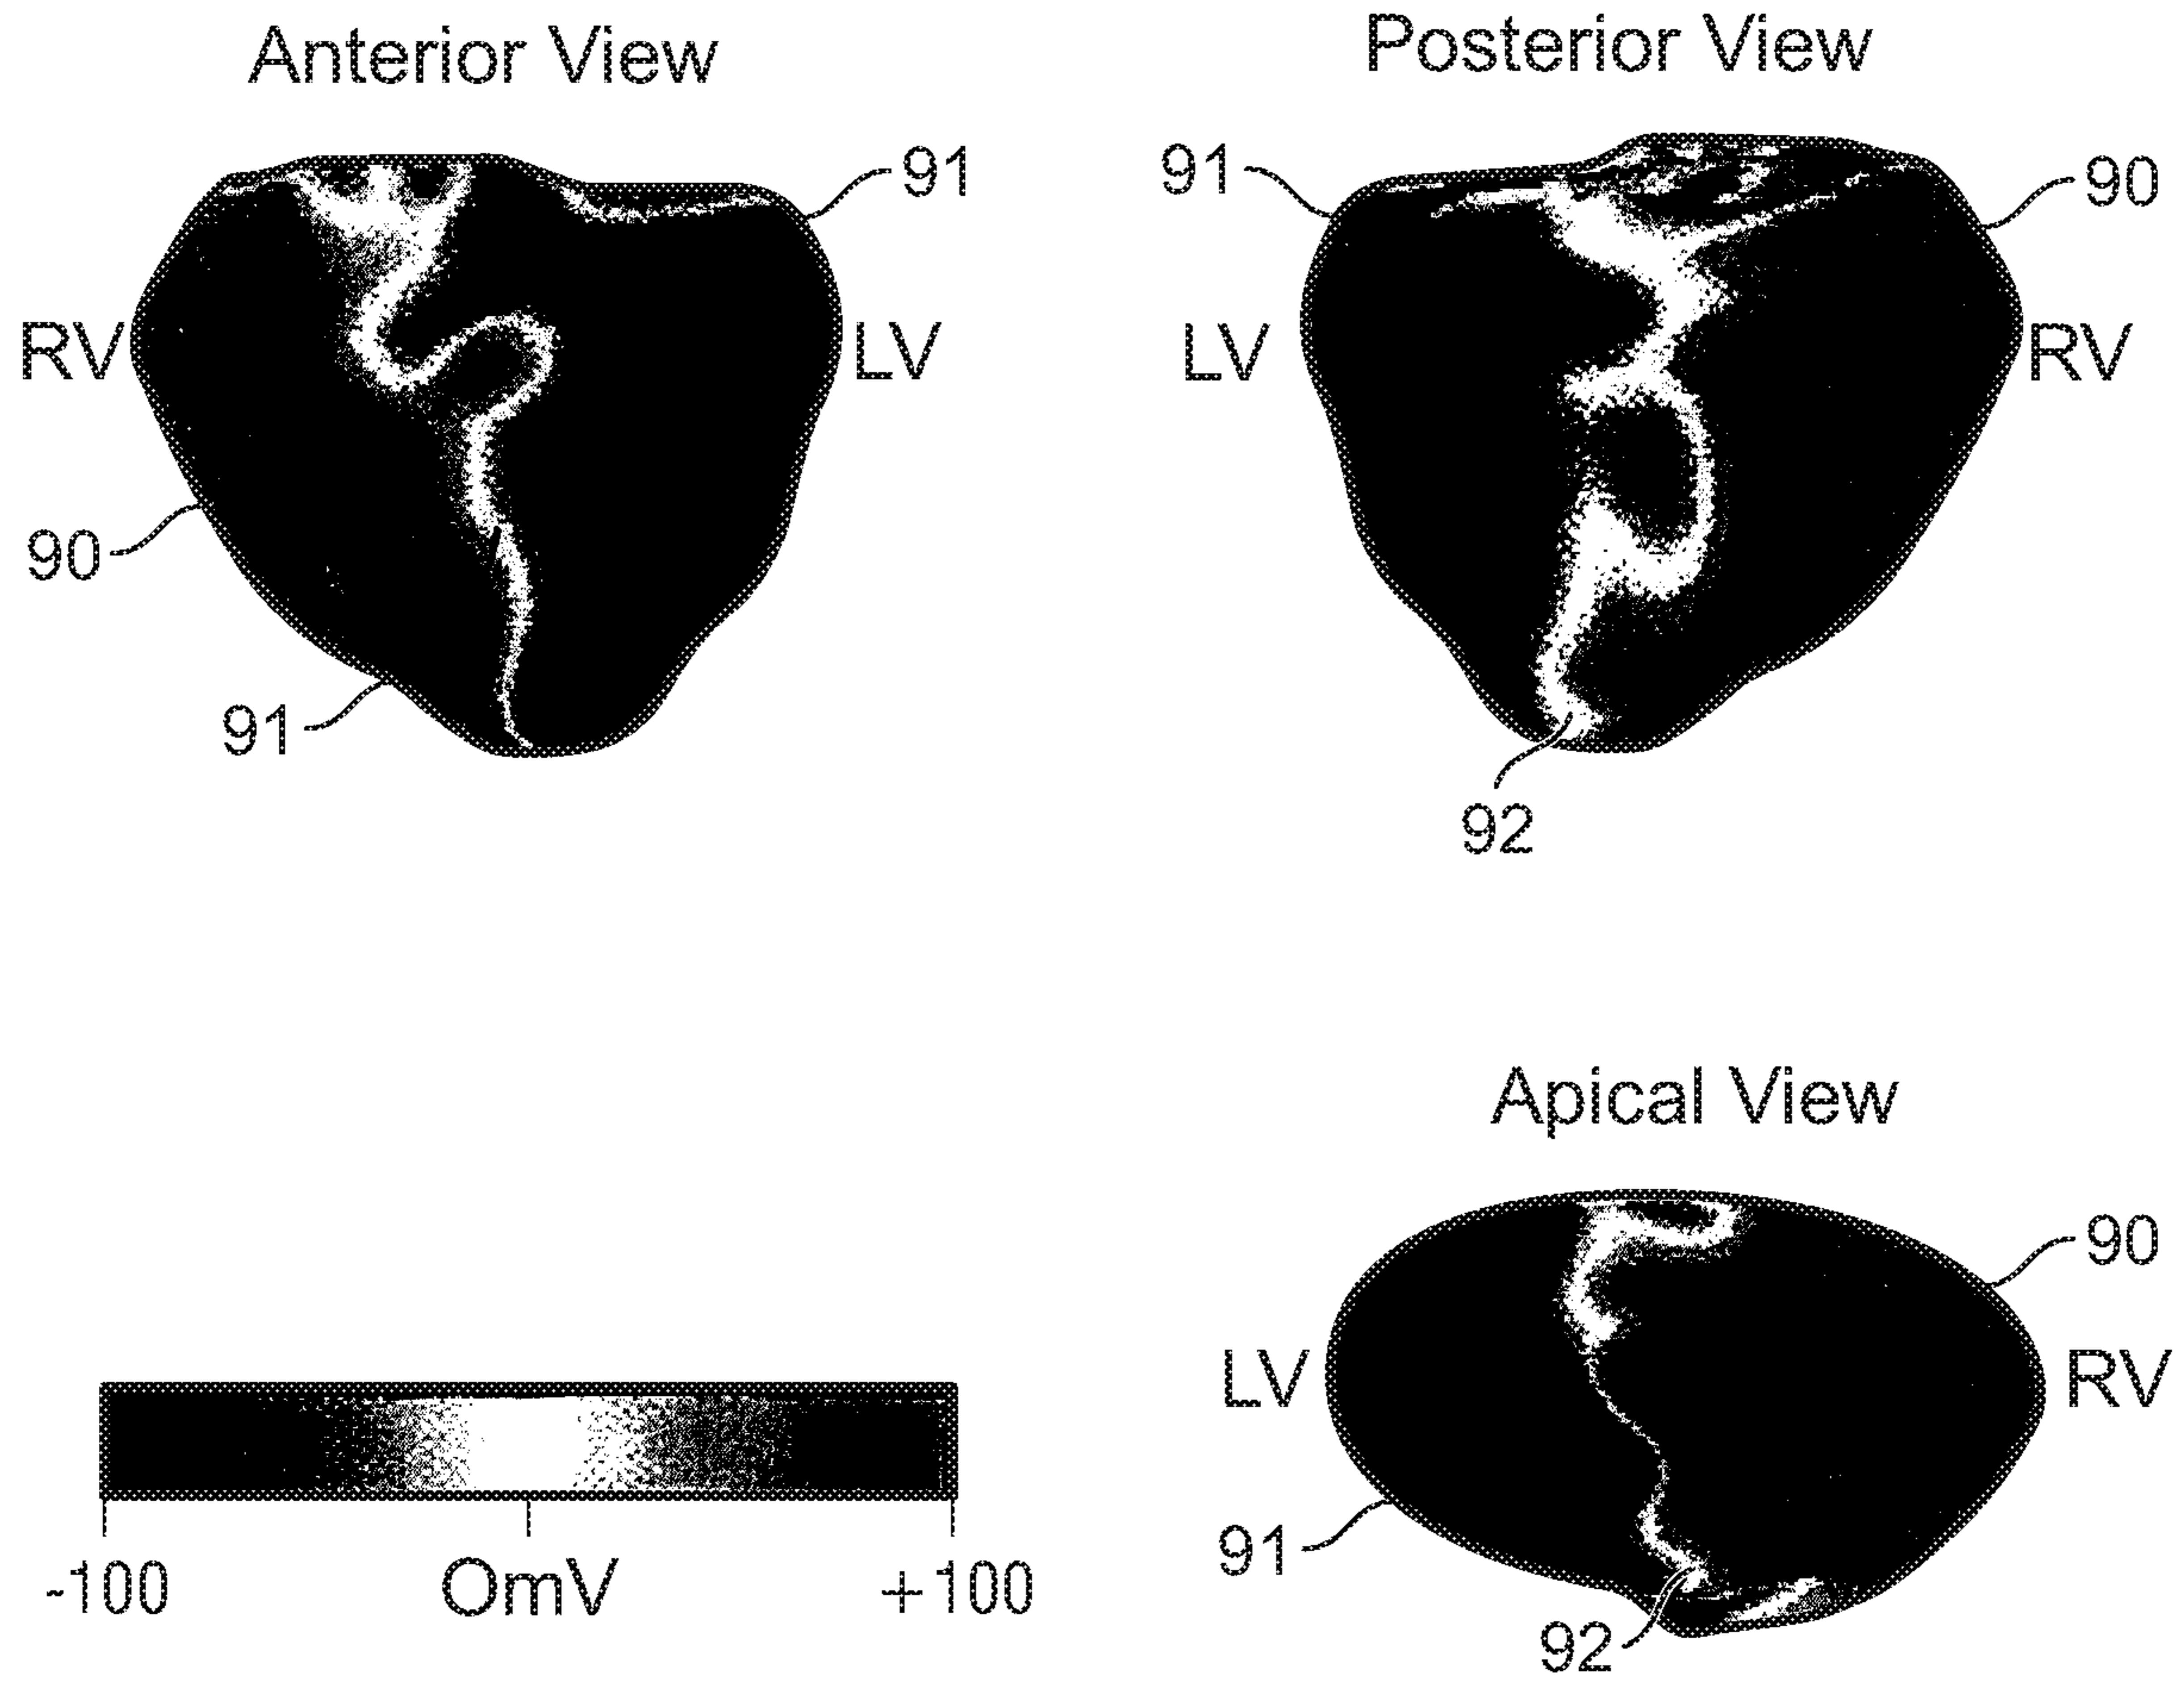 Anterior View
Posterior View
91
91
90
RV
LV
LV
RV
90
91
92
Apical View
90
LV
RV
91
92
-100
OmV
+100